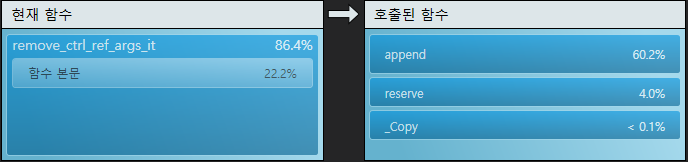 현재 함수
remove_ctrl_ref_args_it 86.4%
함수 본문 22.2%
호출된 함수
append 60.2%
reserve 4.0%
_Copy < 0.1%